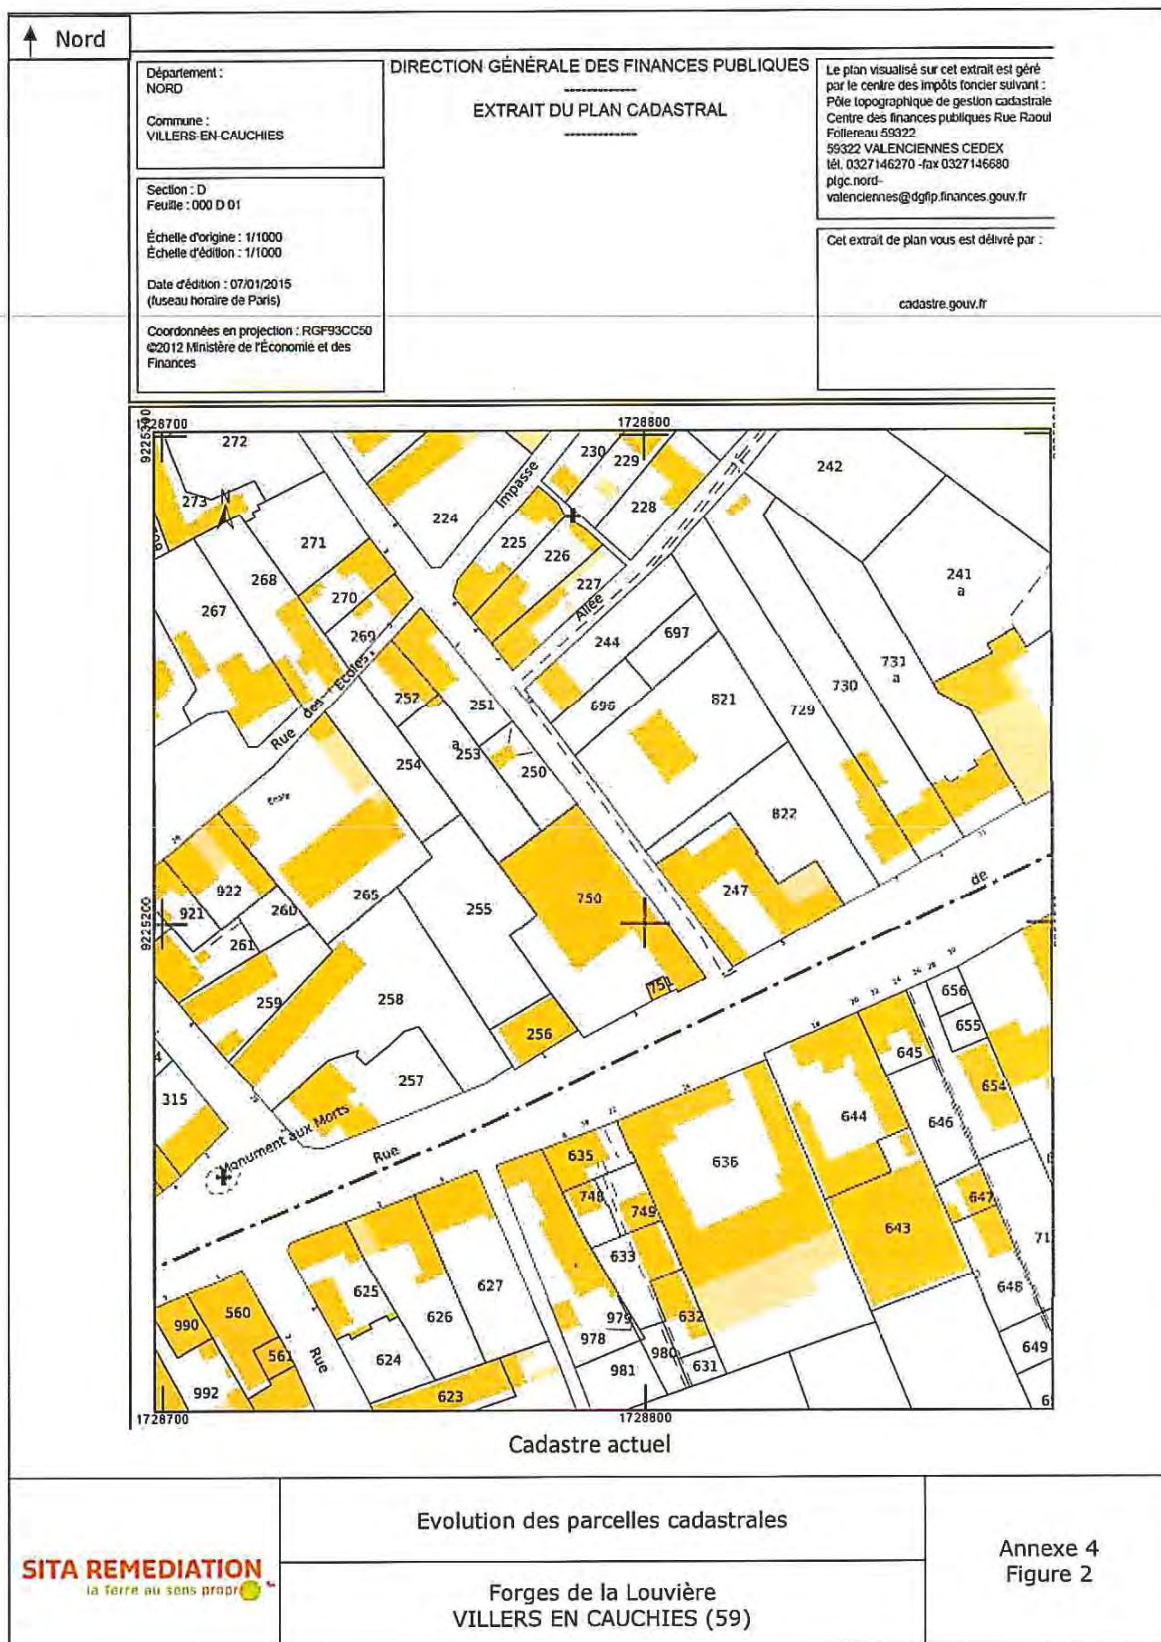 Nord
Département :
NORD
Commune :
VILLERS EN CAUCHIES
Section : D
Feuille : 000 D 01
Échelle d'origine : 1/1000
Échelle d'édition : 1/1000
Date d'édition : 07/01/2015
(fuseau horaire de Paris)
Coordonnées en projection : RGF93CC50
©2012 Ministère de l'Économie et des
Finances
DIRECTION GÉNÉRALE DES FINANCES PUBLIQUES
EXTRAIT DU PLAN CADASTRAL
Le plan visualisé sur cet extrait est géré
par le centre des impôts foncier suivant :
Pôle topographique de gestion cadastrale
Centre des finances publiques Rue Raoul
Follereau 59322
59322 VALENCIENNES CEDEX
tél. 0327146270 -fax 0327146680
ptgc.nord-
valenciennes@dgfip.finances.gouv.fr
Cet extrait de plan vous est délivré par :
cadastre.gouv.fr
1728700
1728800
9225300
272
230
229
242
273
N
Impasse
224
228
271
225
226
241
a
268
227
270
267
Allée
269
244
697
731
a
Rue des Ecoles
252
251
696
821
730
729
a
253
254
250
Ecole
822
922
265
750
247
de
921
260
255
9225200
261
259
258
751
656
256
655
645
257
654
315
644
646
Monument aux Morts
Rue
635
636
748
749
647
643
633
71
627
625
648
560
626
979
632
990
978
561
Rue
624
980
649
981
631
992
623
6
1728700
1728800
Cadastre actuel
SITA REMEDIATION
la Terre au sens propre
Evolution des parcelles cadastrales
Forges de la Louvière
VILLERS EN CAUCHIES (59)
Annexe 4
Figure 2